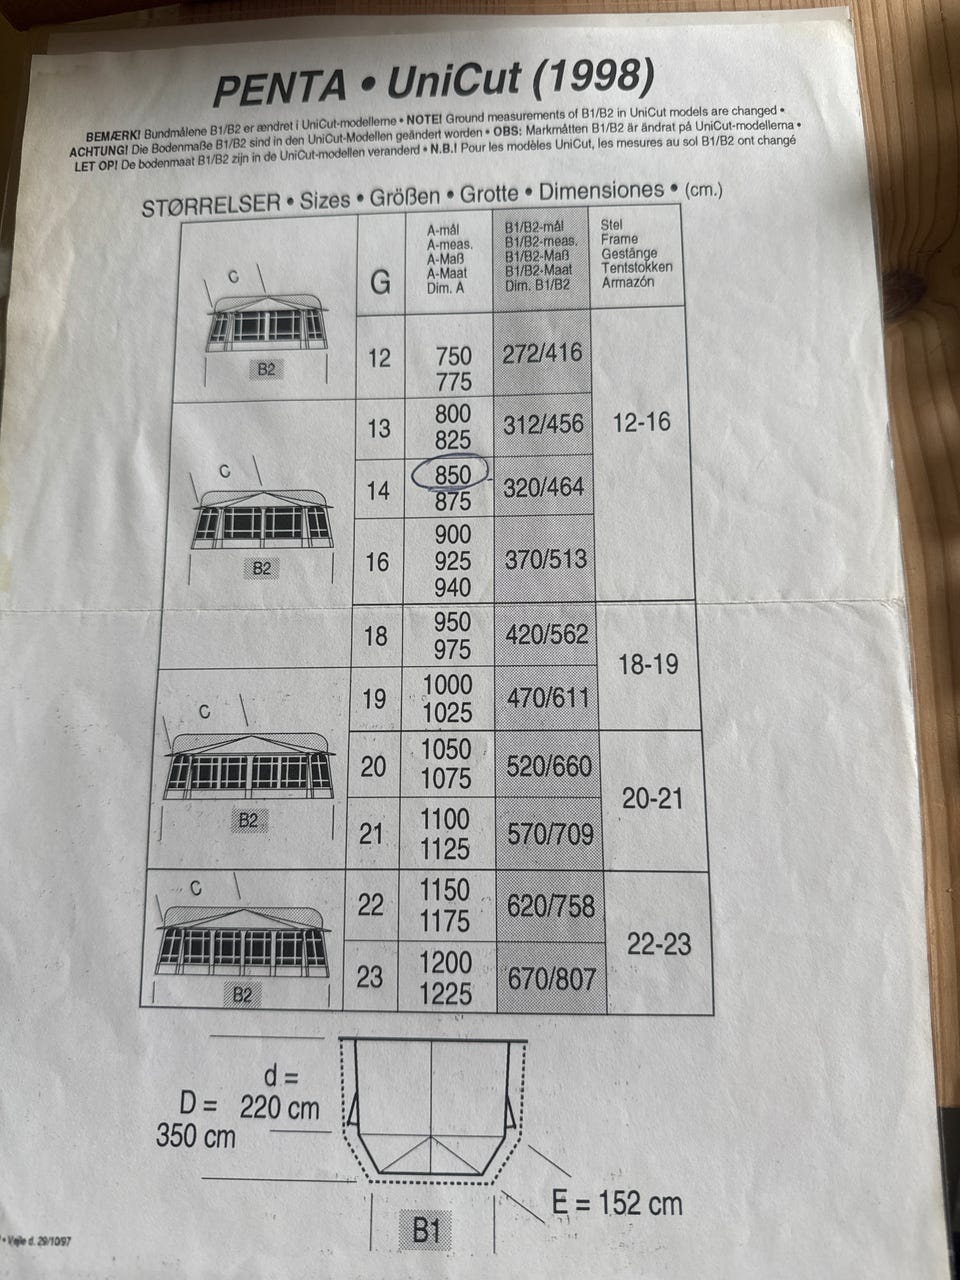 PENTA • UniCut (1998)
BEMÆRK! Bundmålene B1/B2 er ændret i UniCut-modellerne • NOTE! Ground measurements of B1/B2 in UniCut models are changed •
ACHTUNG! Die Bodenmaße B1/B2 sind in den UniCut-Modellen geändert worden • OBS: Markmåtten B1/B2 är ändrat på UniCut-modellerna •
LET OP! De bodenmaat B1/B2 zijn in de UniCut-modellen veranderd • N.B.! Pour les modèles UniCut, les mesures au sol B1/B2 ont changé
STØRRELSER • Sizes • Größen • Grotte • Dimensiones • (cm.)
G
A-mål
A-meas.
A-Maß
A-Maat
Dim. A
B1/B2-mål
B1/B2-meas.
B1/B2-Maß
B1/B2-Maat
Dim. B1/B2
Stel
Frame
Gestänge
Tentstokken
Armazón
C
B2
12
750
775
272/416
13
800
825
312/456
12-16
C
B2
14
850
875
320/464
16
900
925
940
370/513
18
950
975
420/562
18-19
19
1000
1025
470/611
C
B2
20
1050
1075
520/660
20-21
21
1100
1125
570/709
C
B2
22
1150
1175
620/758
22-23
23
1200
1225
670/807
d =
220 cm
D =
350 cm
E = 152 cm
B1
• Vejle d. 29/10/97